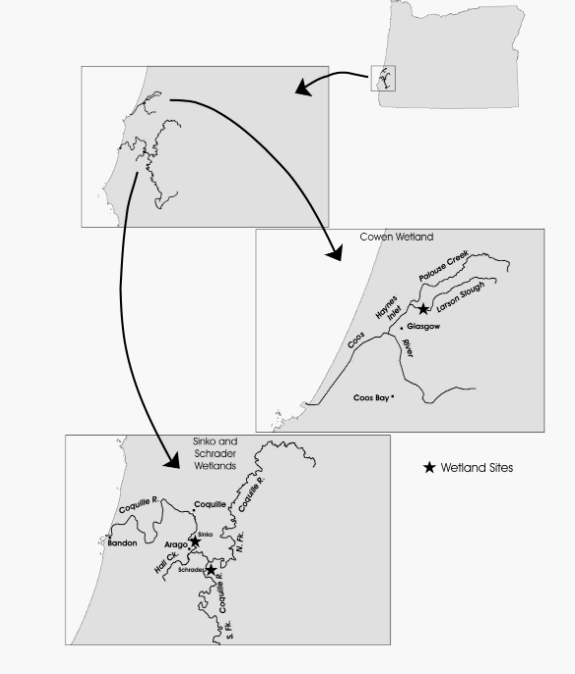 Cowen Wetland
Palouse Creek
Larson Slough
Haynes
Inlet
Glasgow
Coos
River
Coos Bay
Sinko and
Schrader
Wetlands
Wetland Sites
Coquille R.
Coquille
Coquille R.
N. Fk.
Bandon
Arago
Sinko
Hall Ck.
Schrader
Coquille R.
S. Fk.